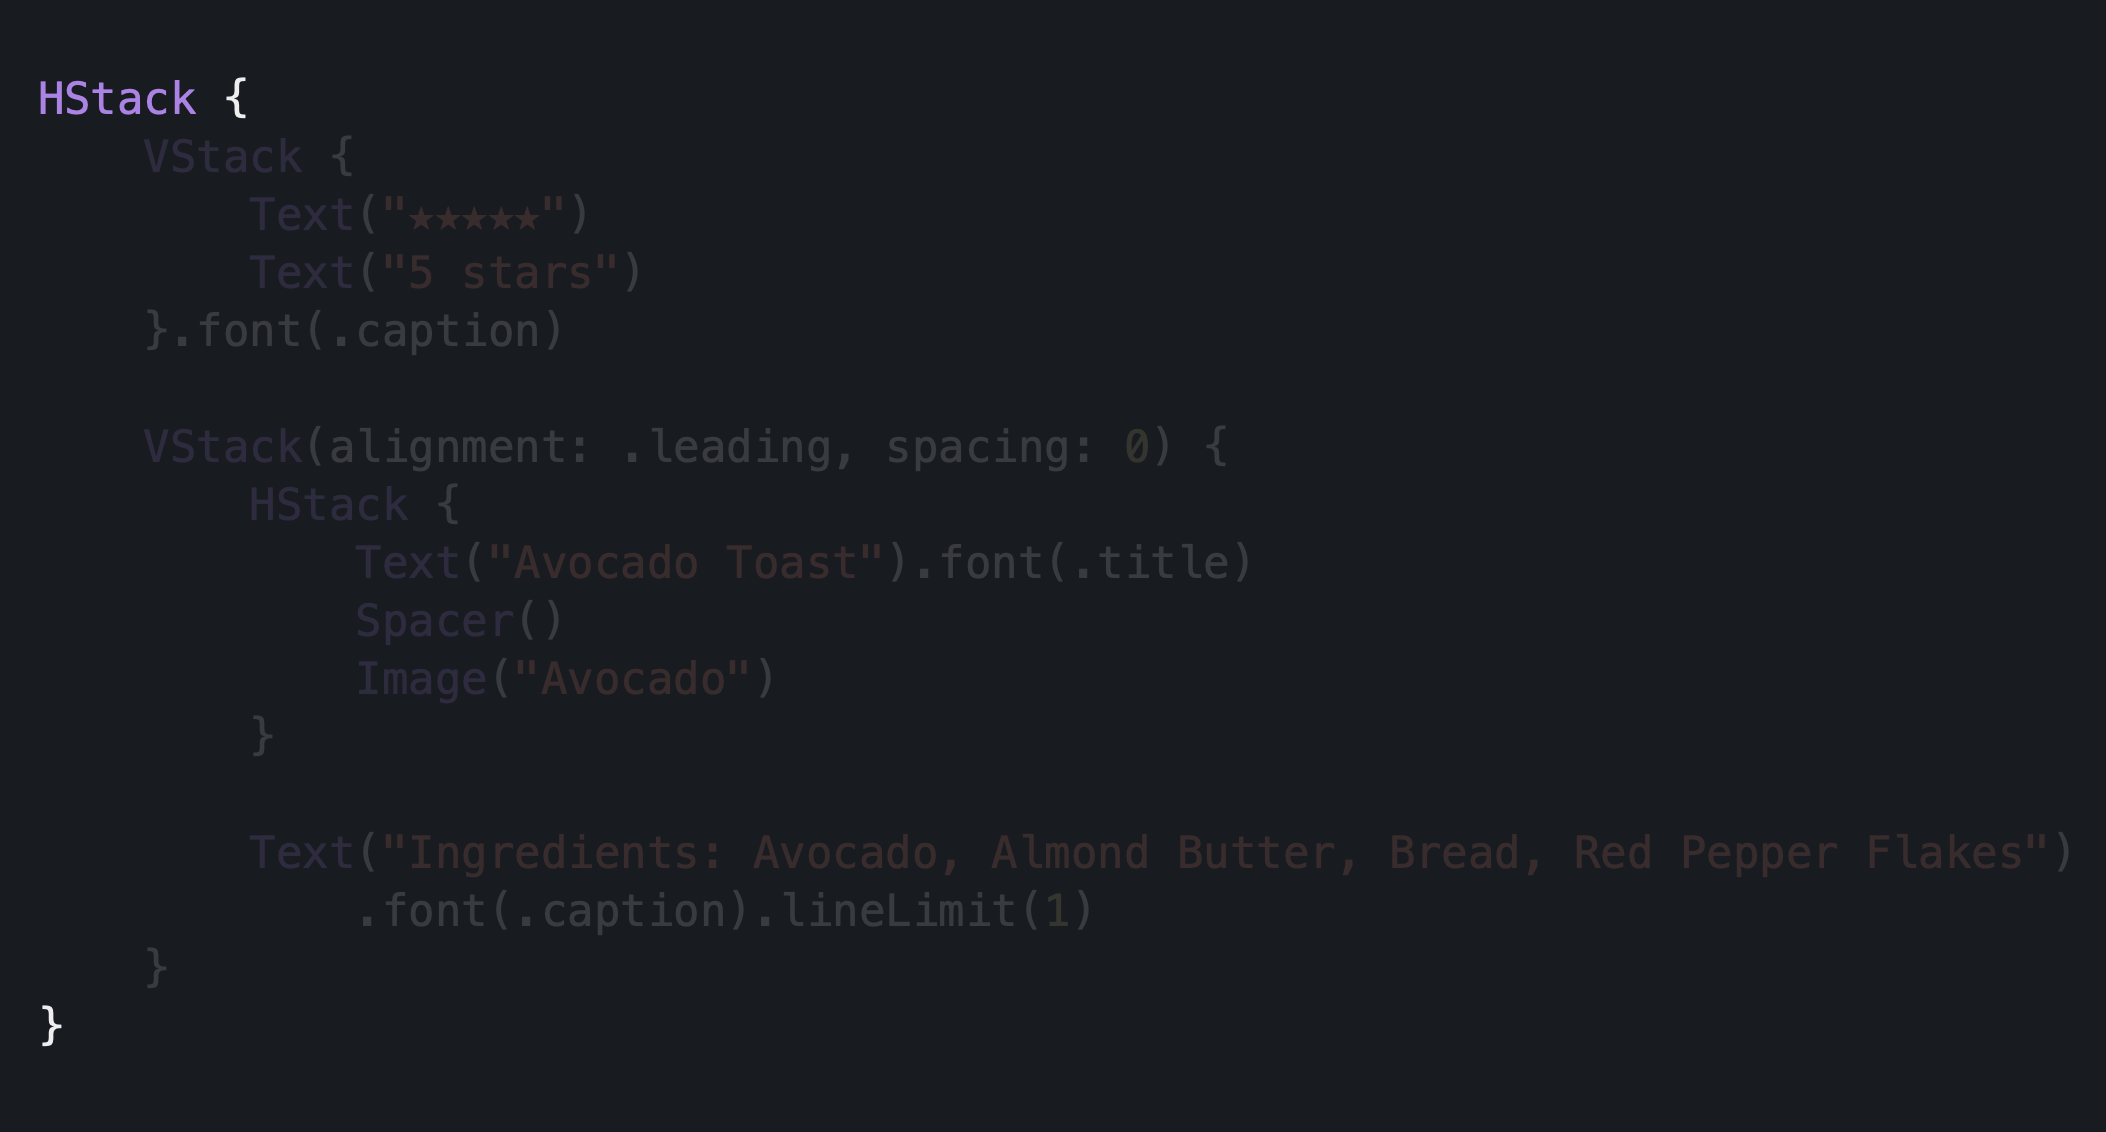 HStack {
    VStack {
        Text("★★★★★")
        Text("5 stars")
    }.font(.caption)

    VStack(alignment: .leading, spacing: 0) {
        HStack {
            Text("Avocado Toast").font(.title)
            Spacer()
            Image("Avocado")
        }

        Text("Ingredients: Avocado, Almond Butter, Bread, Red Pepper Flakes")
            .font(.caption).lineLimit(1)
    }
}